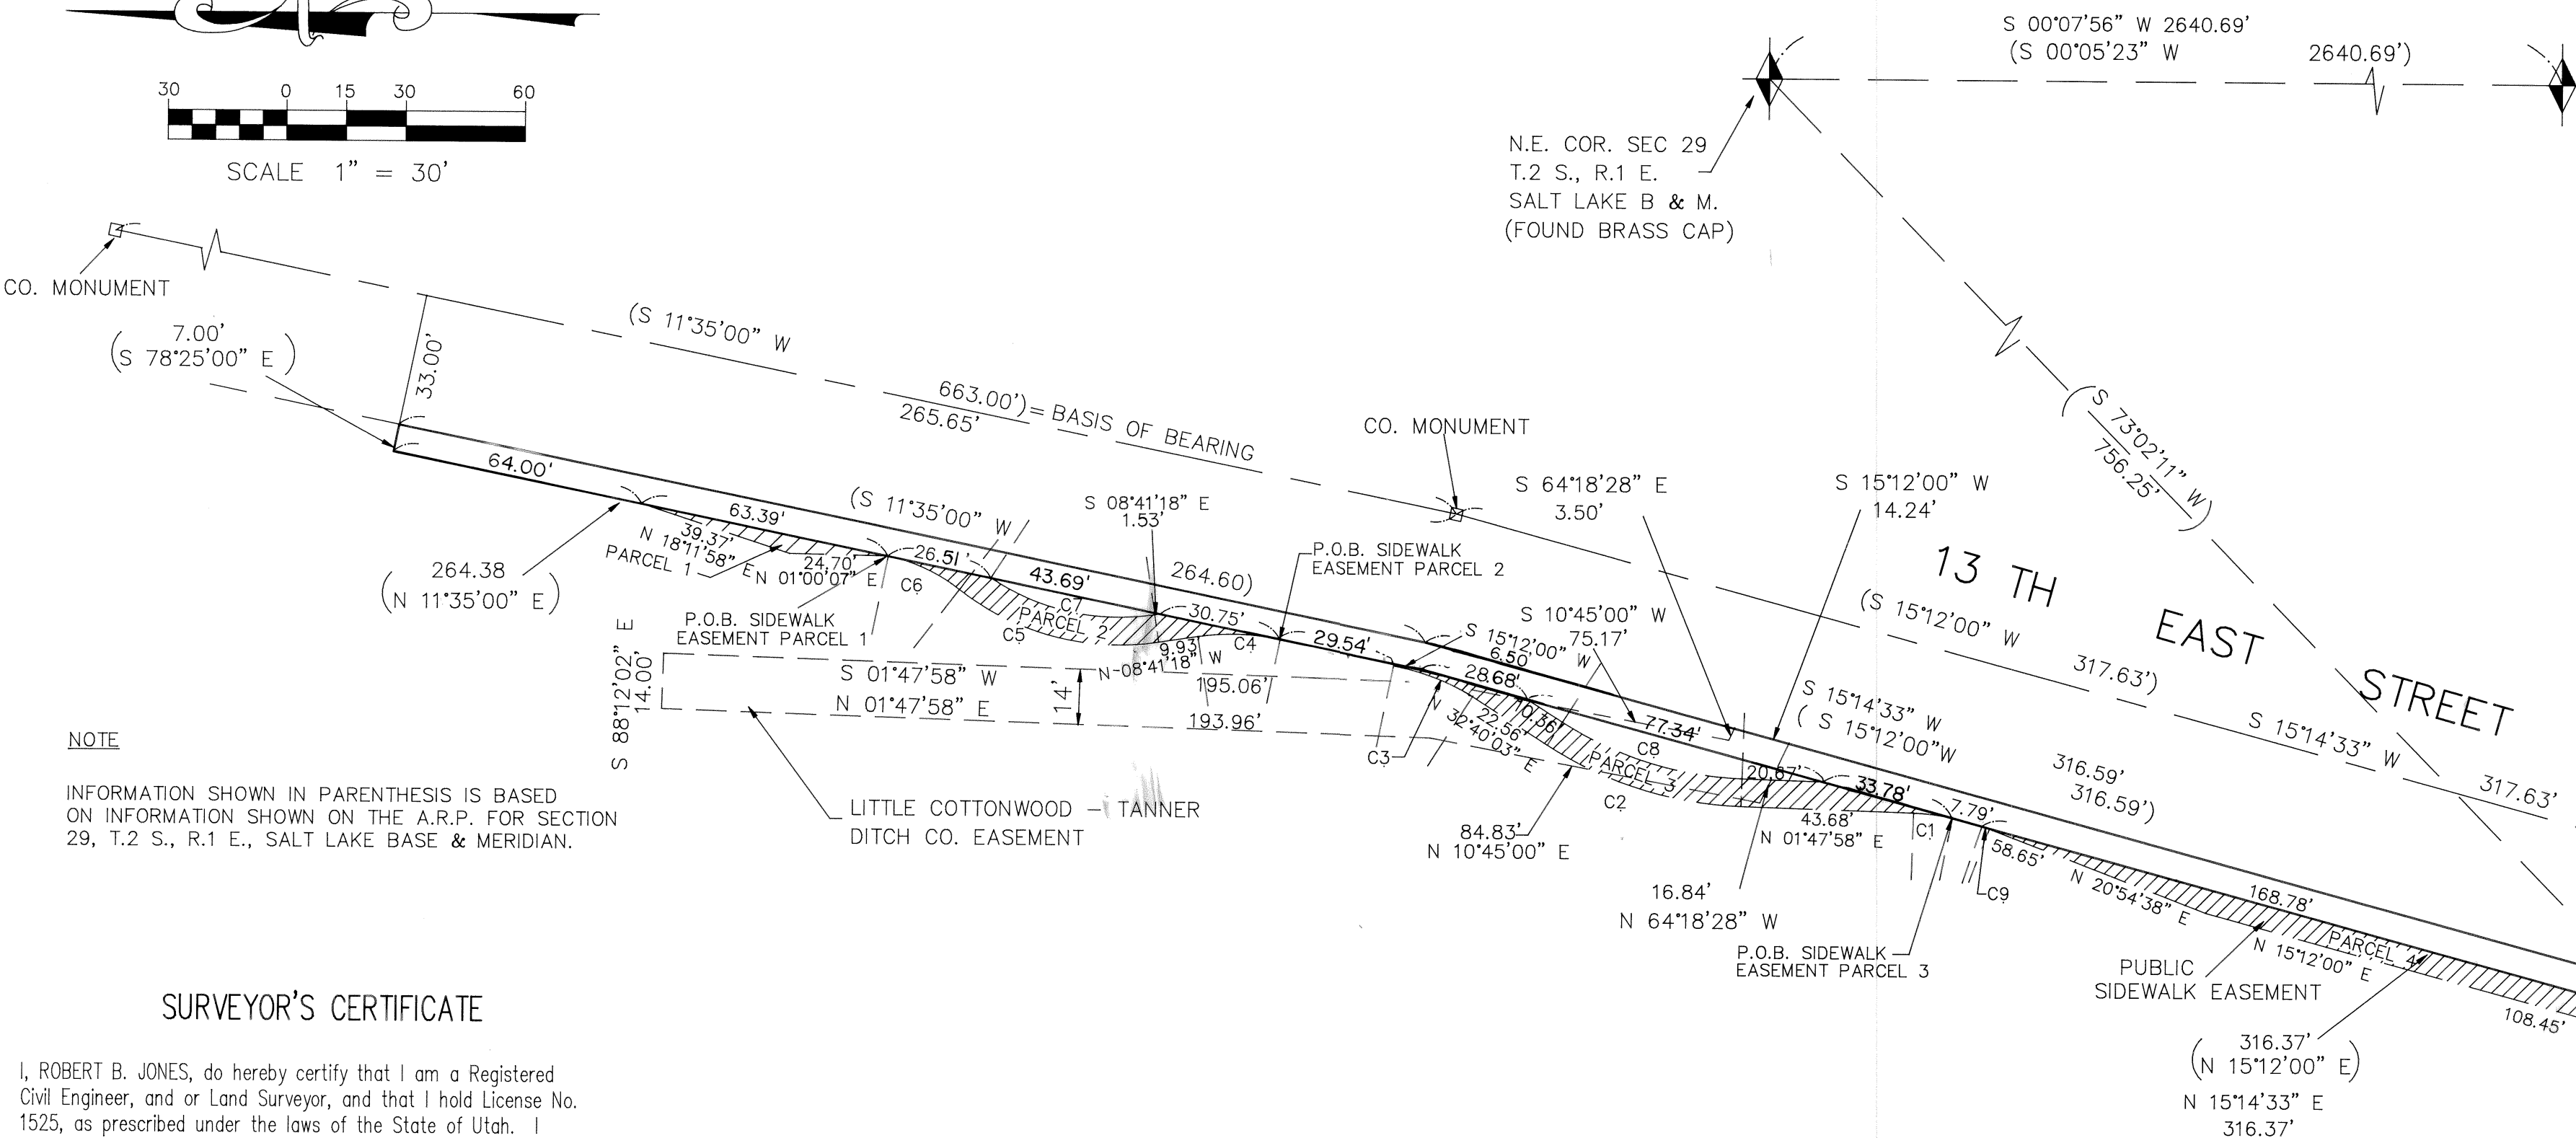 S 00°07'56" W 2640.69'
(S 00°05'23" W 2640.69')
30 0 15 30 60
SCALE 1" = 30'
N.E. COR. SEC 29
T.2 S., R.1 E.
SALT LAKE B & M.
(FOUND BRASS CAP)
CO. MONUMENT
7.00'
(S 78°25'00" E )
33.00'
(S 11°35'00" W
663.00') = BASIS OF BEARING
265.65'
CO. MONUMENT
(S 73°02'11" W)
756.25'
64.00'
63.39'
39.37'
N 18°11'58" E
PARCEL 1
24.70'
N 01°00'07" E
264.38
(N 11°35'00" E )
(S 11°35'00" W
264.60)
26.51'
C6
43.69'
C7
PARCEL 2
C5
S 08°41'18" E
1.53'
30.75'
9.93'
N 08°41'18" W
C4
P.O.B. SIDEWALK
EASEMENT PARCEL 1
P.O.B. SIDEWALK
EASEMENT PARCEL 2
29.54'
S 88°12'02" E
14.00'
S 01°47'58" W
195.06'
N 01°47'58" E
193.96'
14'
LITTLE COTTONWOOD – TANNER
DITCH CO. EASEMENT
S 64°18'28" E
3.50'
S 15°12'00" W
14.24'
S 10°45'00" W
75.17'
S 15°12'00" W
6.50'
28.68'
C3
22.56'
N 32°40'03" E
10.36'
77.34'
C8
PARCEL 3
C2
20.67'
33.78'
43.68'
N 01°47'58" E
C1
7.79'
C9
84.83'
N 10°45'00" E
16.84'
N 64°18'28" W
P.O.B. SIDEWALK
EASEMENT PARCEL 3
13 TH EAST STREET
(S 15°12'00" W
317.63')
S 15°14'33" W
317.63'
S 15°14'33" W
316.59'
( S 15°12'00"W
316.59')
58.65'
N 20°54'38" E
168.78'
N 15°12'00" E
PARCEL 4
108.45'
PUBLIC
SIDEWALK EASEMENT
316.37'
(N 15°12'00" E)
N 15°14'33" E
316.37'
NOTE
INFORMATION SHOWN IN PARENTHESIS IS BASED
ON INFORMATION SHOWN ON THE A.R.P. FOR SECTION
29, T.2 S., R.1 E., SALT LAKE BASE & MERIDIAN.
SURVEYOR'S CERTIFICATE
I, ROBERT B. JONES, do hereby certify that I am a Registered
Civil Engineer, and or Land Surveyor, and that I hold License No.
1525, as prescribed under the laws of the State of Utah. I